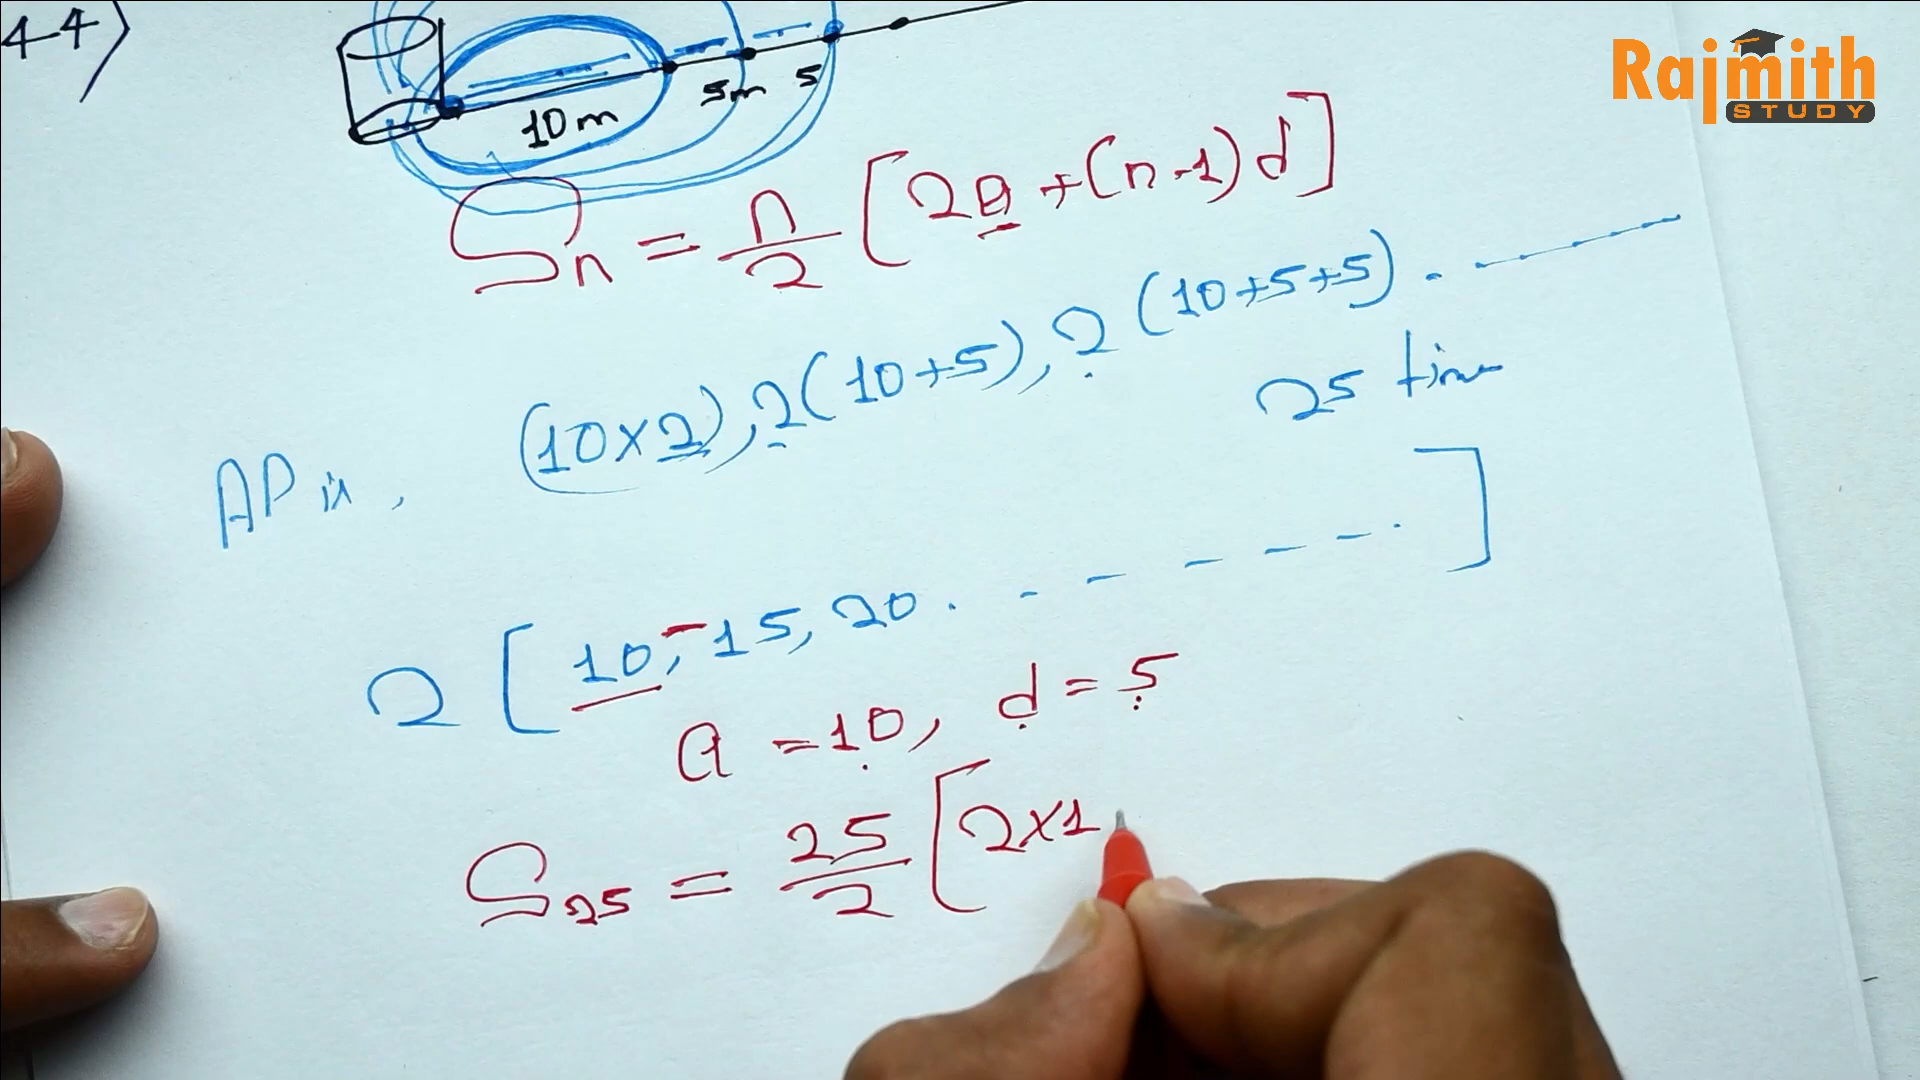 44)
Rajmith
STUDY
10m 5m 5
Sn = n/2 [2a + (n-1)d]
AP is, (10×2), 2(10+5), 2(10+5+5) . ——
25 time
2 [10, 15, 20 . - - - - - . ]
a = 10, d = 5
S25 = 25/2 [2×1